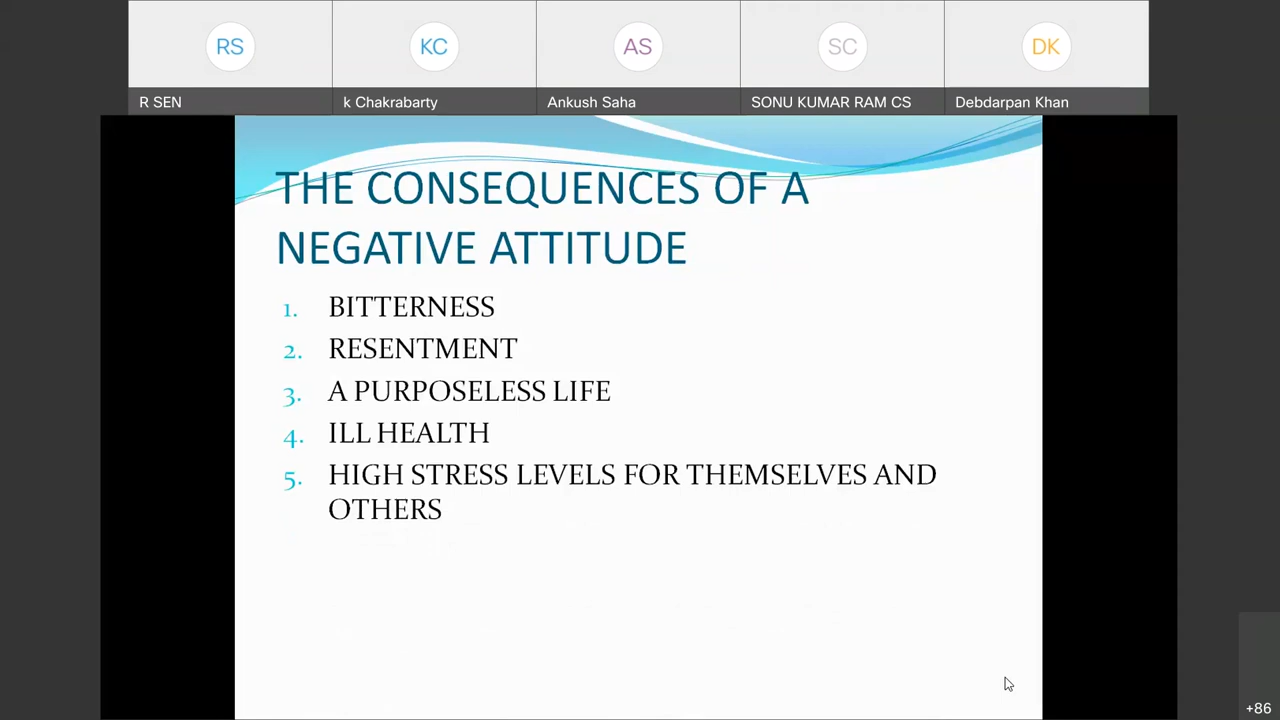 RS
KC
AS
SC
DK
R SEN
k Chakrabarty
Ankush Saha
SONU KUMAR RAM CS
Debdarpan Khan
THE CONSEQUENCES OF A
NEGATIVE ATTITUDE
1. BITTERNESS
2. RESENTMENT
3. A PURPOSELESS LIFE
4. ILL HEALTH
5. HIGH STRESS LEVELS FOR THEMSELVES AND
OTHERS
+86